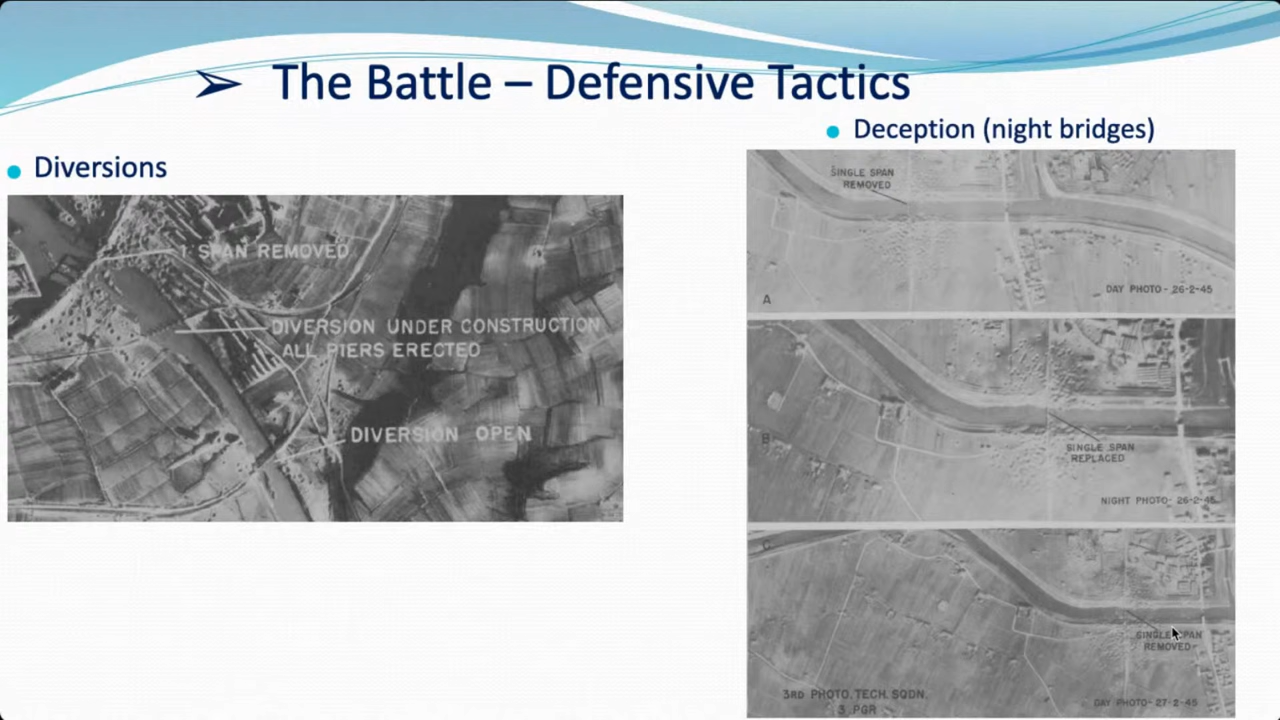 The Battle – Defensive Tactics
Deception (night bridges)
Diversions
1 SPAN REMOVED
DIVERSION UNDER CONSTRUCTION
ALL PIERS ERECTED
DIVERSION OPEN
SINGLE SPAN
REMOVED
DAY PHOTO - 26-2-45
A
B
SINGLE SPAN
REPLACED
NIGHT PHOTO - 26-2-45
C
SINGLE SPAN
REMOVED
3RD PHOTO. TECH. SQDN.
3 PGR
DAY PHOTO - 27-2-45